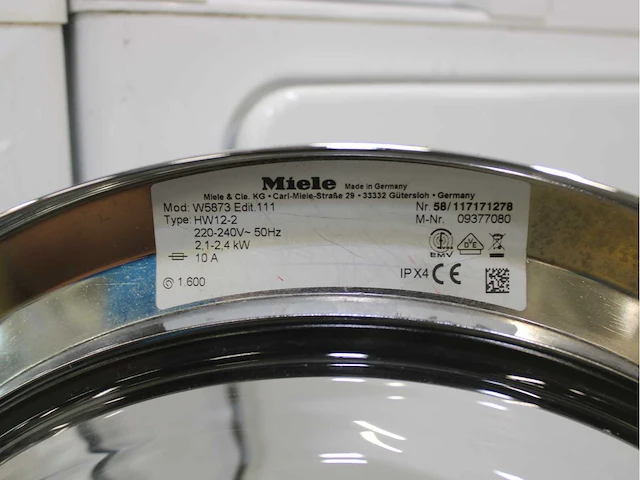 Miele Made in Germany
Miele & Cie. KG • Carl-Miele-Straße 29 • 33332 Gütersloh • Germany
Mod: W5873 Edit.111 Nr. 58/117171278
Type: HW12-2 M-Nr. 09377080
220-240V~ 50Hz
2,1-2,4 kW
10 A
EMV
DVE
1.600 IPX4 CE